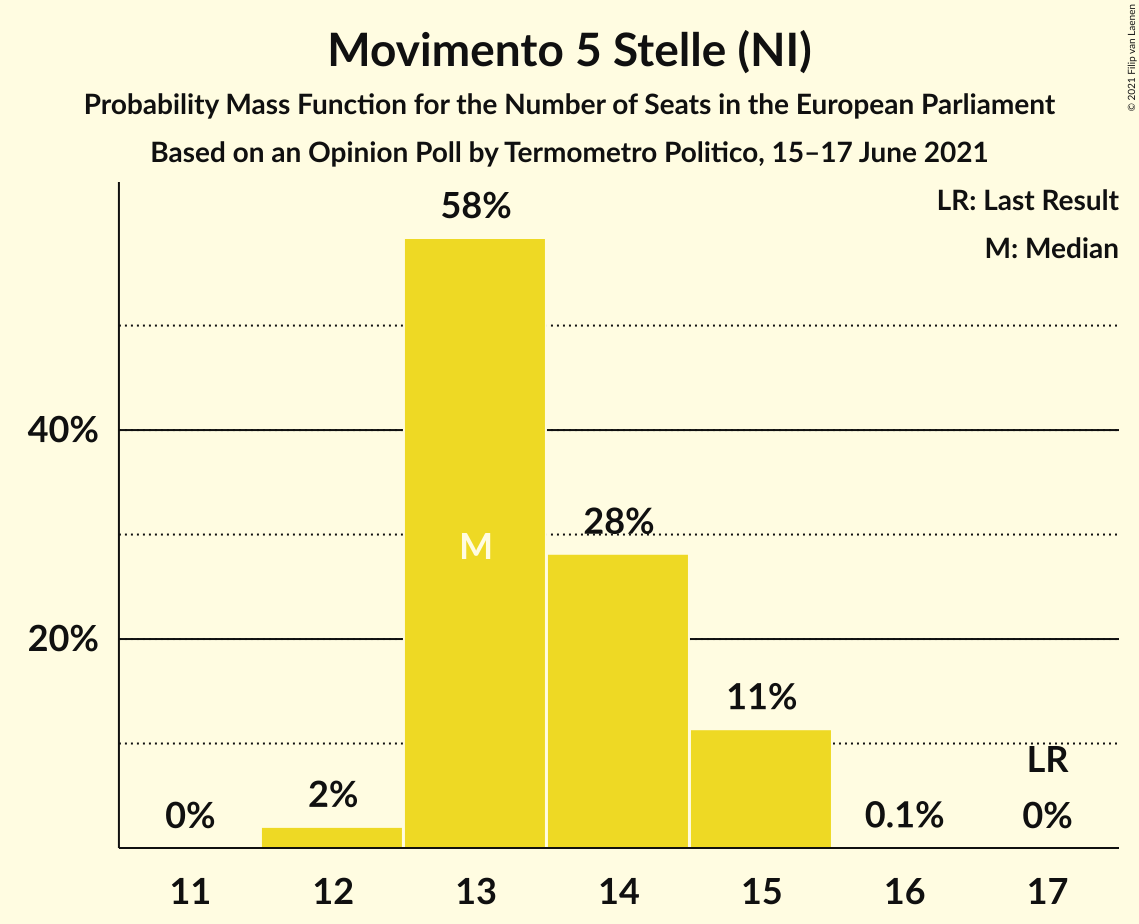 Movimento 5 Stelle (NI)
Probability Mass Function for the Number of Seats in the European Parliament
Based on an Opinion Poll by Termometro Politico, 15–17 June 2021
© 2021 Filip van Laenen
LR: Last Result
M: Median
58%
40%
28%
M
20%
11%
LR
0%
2%
0.1%
0%
11 12 13 14 15 16 17